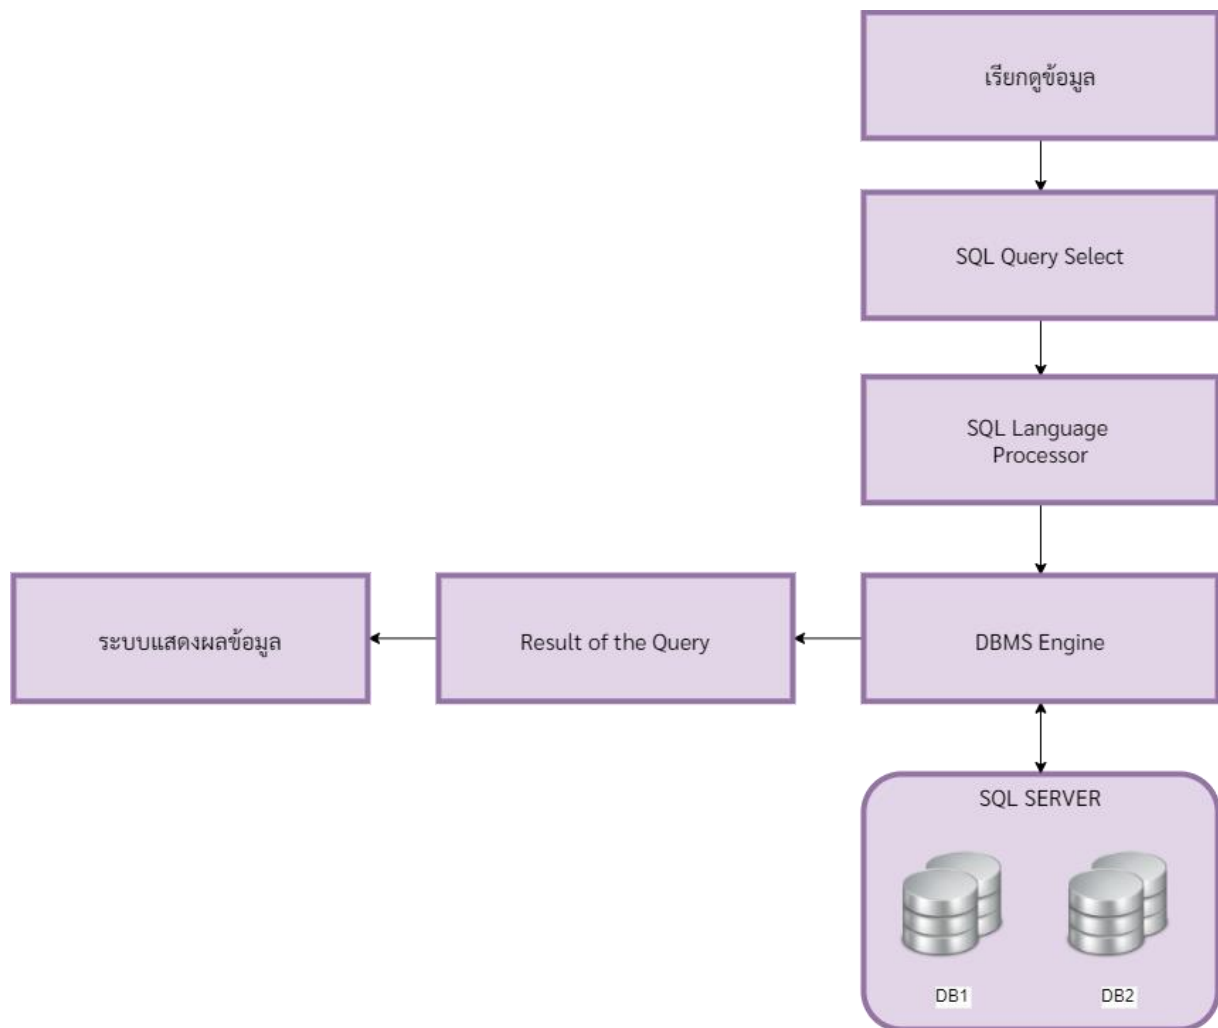 เรียกดูข้อมูล
SQL Query Select
SQL Language
Processor
ระบบแสดงผลข้อมูล
Result of the Query
DBMS Engine
SQL SERVER
DB1
DB2